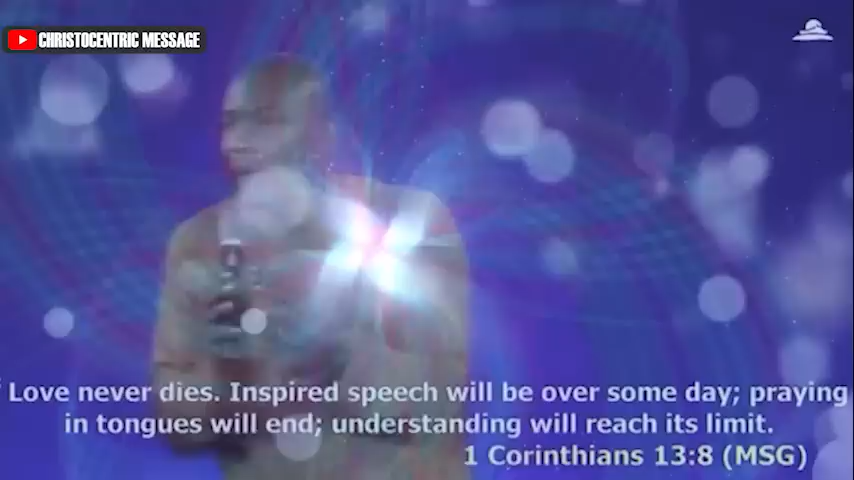 CHRISTOCENTRIC MESSAGE
Love never dies. Inspired speech will be over some day; praying
in tongues will end; understanding will reach its limit.
1 Corinthians 13:8 (MSG)